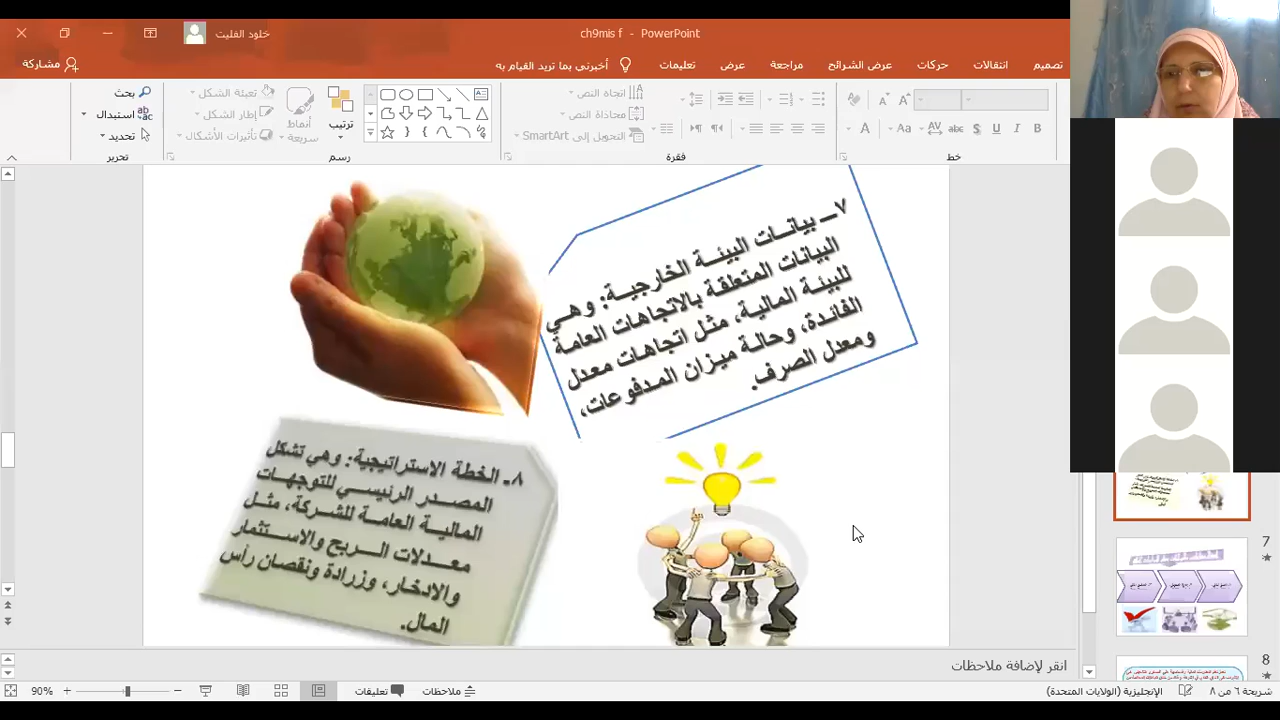 ch9mis f - PowerPoint
خلود الفليت
تصميم
انتقالات
حركات
عرض الشرائح
مراجعة
عرض
تعليمات
أخبرني بما تريد القيام به
مشاركة
اتجاه النص
محاذاة النص
التحويل إلى SmartArt
ترتيب
أنماط
سريعة
تعبئة الشكل
إطار الشكل
تأثيرات الأشكال
بحث
استبدال
تحديد
خط
فقرة
رسم
تحرير
٧ـ بيانات البيئة الخارجية: وهي
البيانات المتعلقة بالاتجاهات العامة
للبيئة المالية، مثل اتجاهات معدل
الفائدة، وحالة ميزان المدفوعات،
ومعدل الصرف.
٨ـ الخطة الاستراتيجية: وهي تشكل
المصدر الرئيسي للتوجهات
المالية العامة للشركة، مثل
معدلات الربح والاستثمار
والادخار، وزرادة ونقصان رأس
المال.
7
8
انقر لإضافة ملاحظات
شريحة ٦ من ٨
الإنجليزية (الولايات المتحدة)
ملاحظات
تعليقات
90%